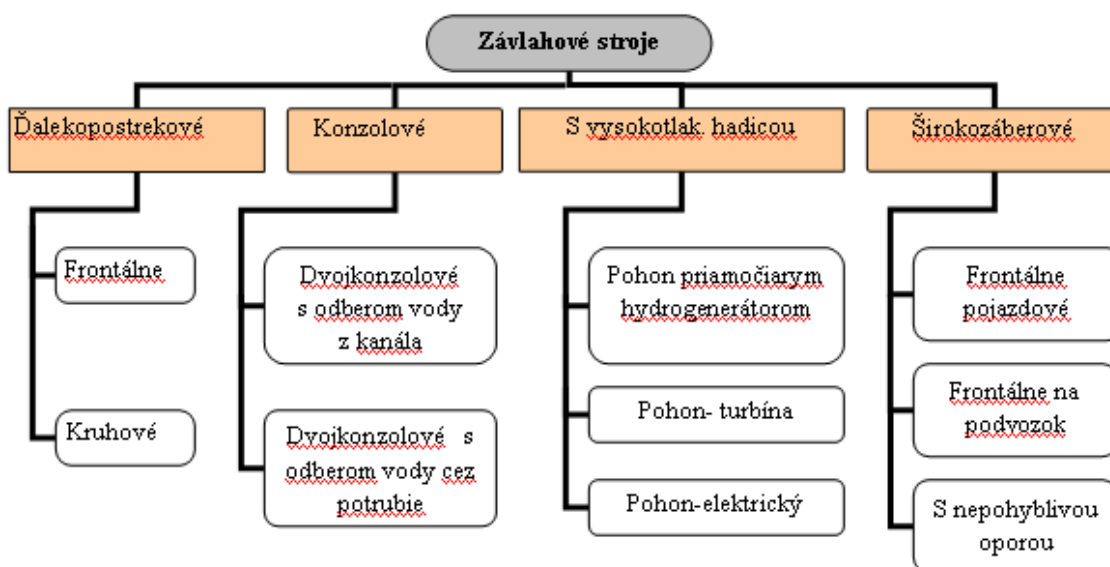 Závlahové stroje
Ďalekopostrekové
Konzolové
S vysokotlak. hadicou
Širokozáberové
Frontálne
Kruhové
Dvojkonzolové
s odberom vody
z kanála
Dvojkonzolové s
odberom vody cez
potrubie
Pohon priamočiarym
hydrogenerátorom
Pohon- turbína
Pohon-elektrický
Frontálne
pojazdové
Frontálne na
podvozok
S nepohyblivou
oporou